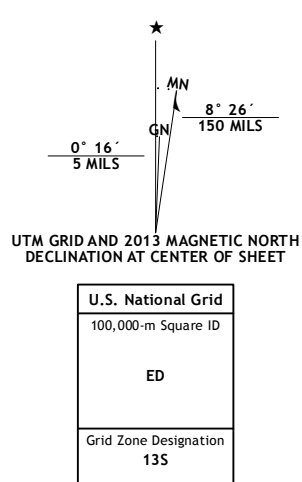 ★
MN
GN
8° 26´
150 MILS
0° 16´
5 MILS
UTM GRID AND 2013 MAGNETIC NORTH
DECLINATION AT CENTER OF SHEET
U.S. National Grid
100,000-m Square ID
ED
Grid Zone Designation
13S